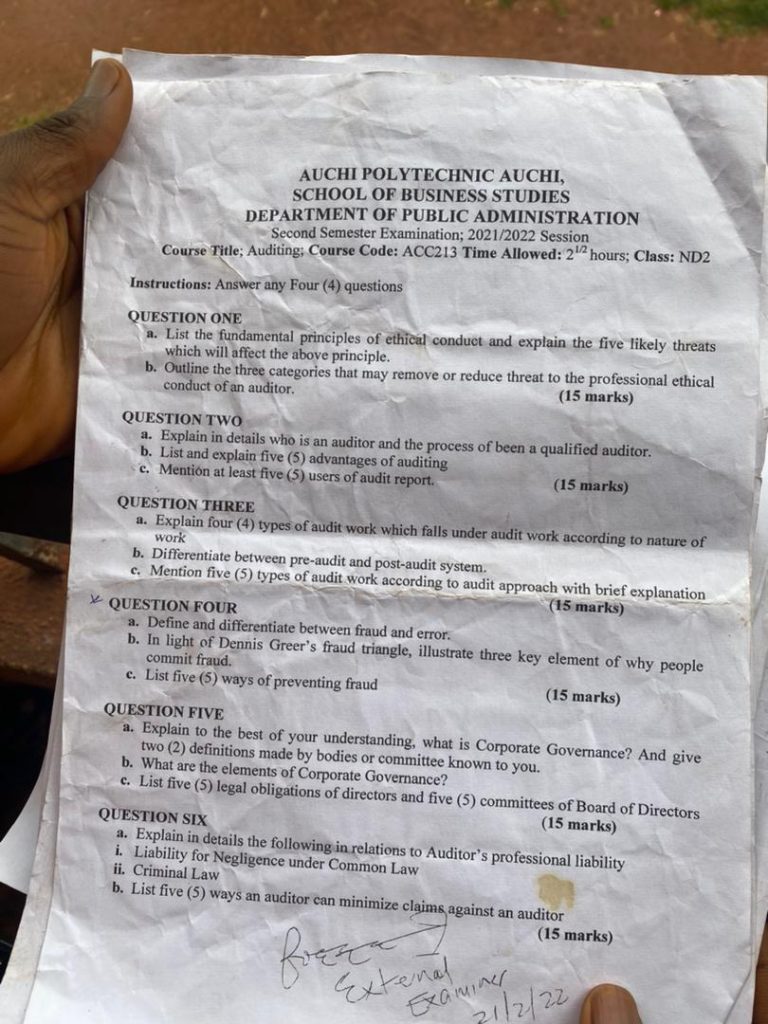 AUCHI POLYTECHNIC AUCHI,
SCHOOL OF BUSINESS STUDIES
DEPARTMENT OF PUBLIC ADMINISTRATION
Second Semester Examination; 2021/2022 Session
Course Title; Auditing; Course Code: ACC213 Time Allowed: 2 1/2 hours; Class: ND2
Instructions: Answer any Four (4) questions
QUESTION ONE
a. List the fundamental principles of ethical conduct and explain the five likely threats
which will affect the above principle.
b. Outline the three categories that may remove or reduce threat to the professional ethical
conduct of an auditor. (15 marks)
QUESTION TWO
a. Explain in details who is an auditor and the process of been a qualified auditor.
b. List and explain five (5) advantages of auditing
c. Mention at least five (5) users of audit report. (15 marks)
QUESTION THREE
a. Explain four (4) types of audit work which falls under audit work according to nature of
work
b. Differentiate between pre-audit and post-audit system.
c. Mention five (5) types of audit work according to audit approach with brief explanation
(15 marks)
QUESTION FOUR
a. Define and differentiate between fraud and error.
b. In light of Dennis Greer's fraud triangle, illustrate three key element of why people
commit fraud.
c. List five (5) ways of preventing fraud (15 marks)
QUESTION FIVE
a. Explain to the best of your understanding, what is Corporate Governance? And give
two (2) definitions made by bodies or committee known to you.
b. What are the elements of Corporate Governance?
c. List five (5) legal obligations of directors and five (5) committees of Board of Directors
(15 marks)
QUESTION SIX
a. Explain in details the following in relations to Auditor's professional liability
i. Liability for Negligence under Common Law
ii. Criminal Law
b. List five (5) ways an auditor can minimize claims against an auditor
(15 marks)
External
Examiner
21/2/22